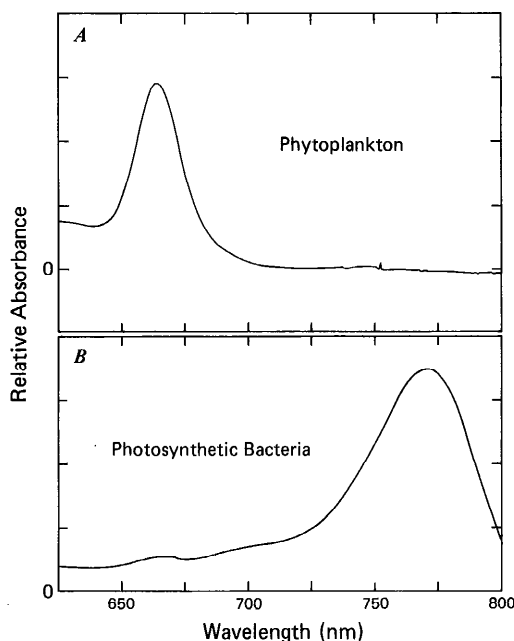 A
Phytoplankton
0
Relative Absorbance
B
Photosynthetic Bacteria
0
650 700 750 800
Wavelength (nm)